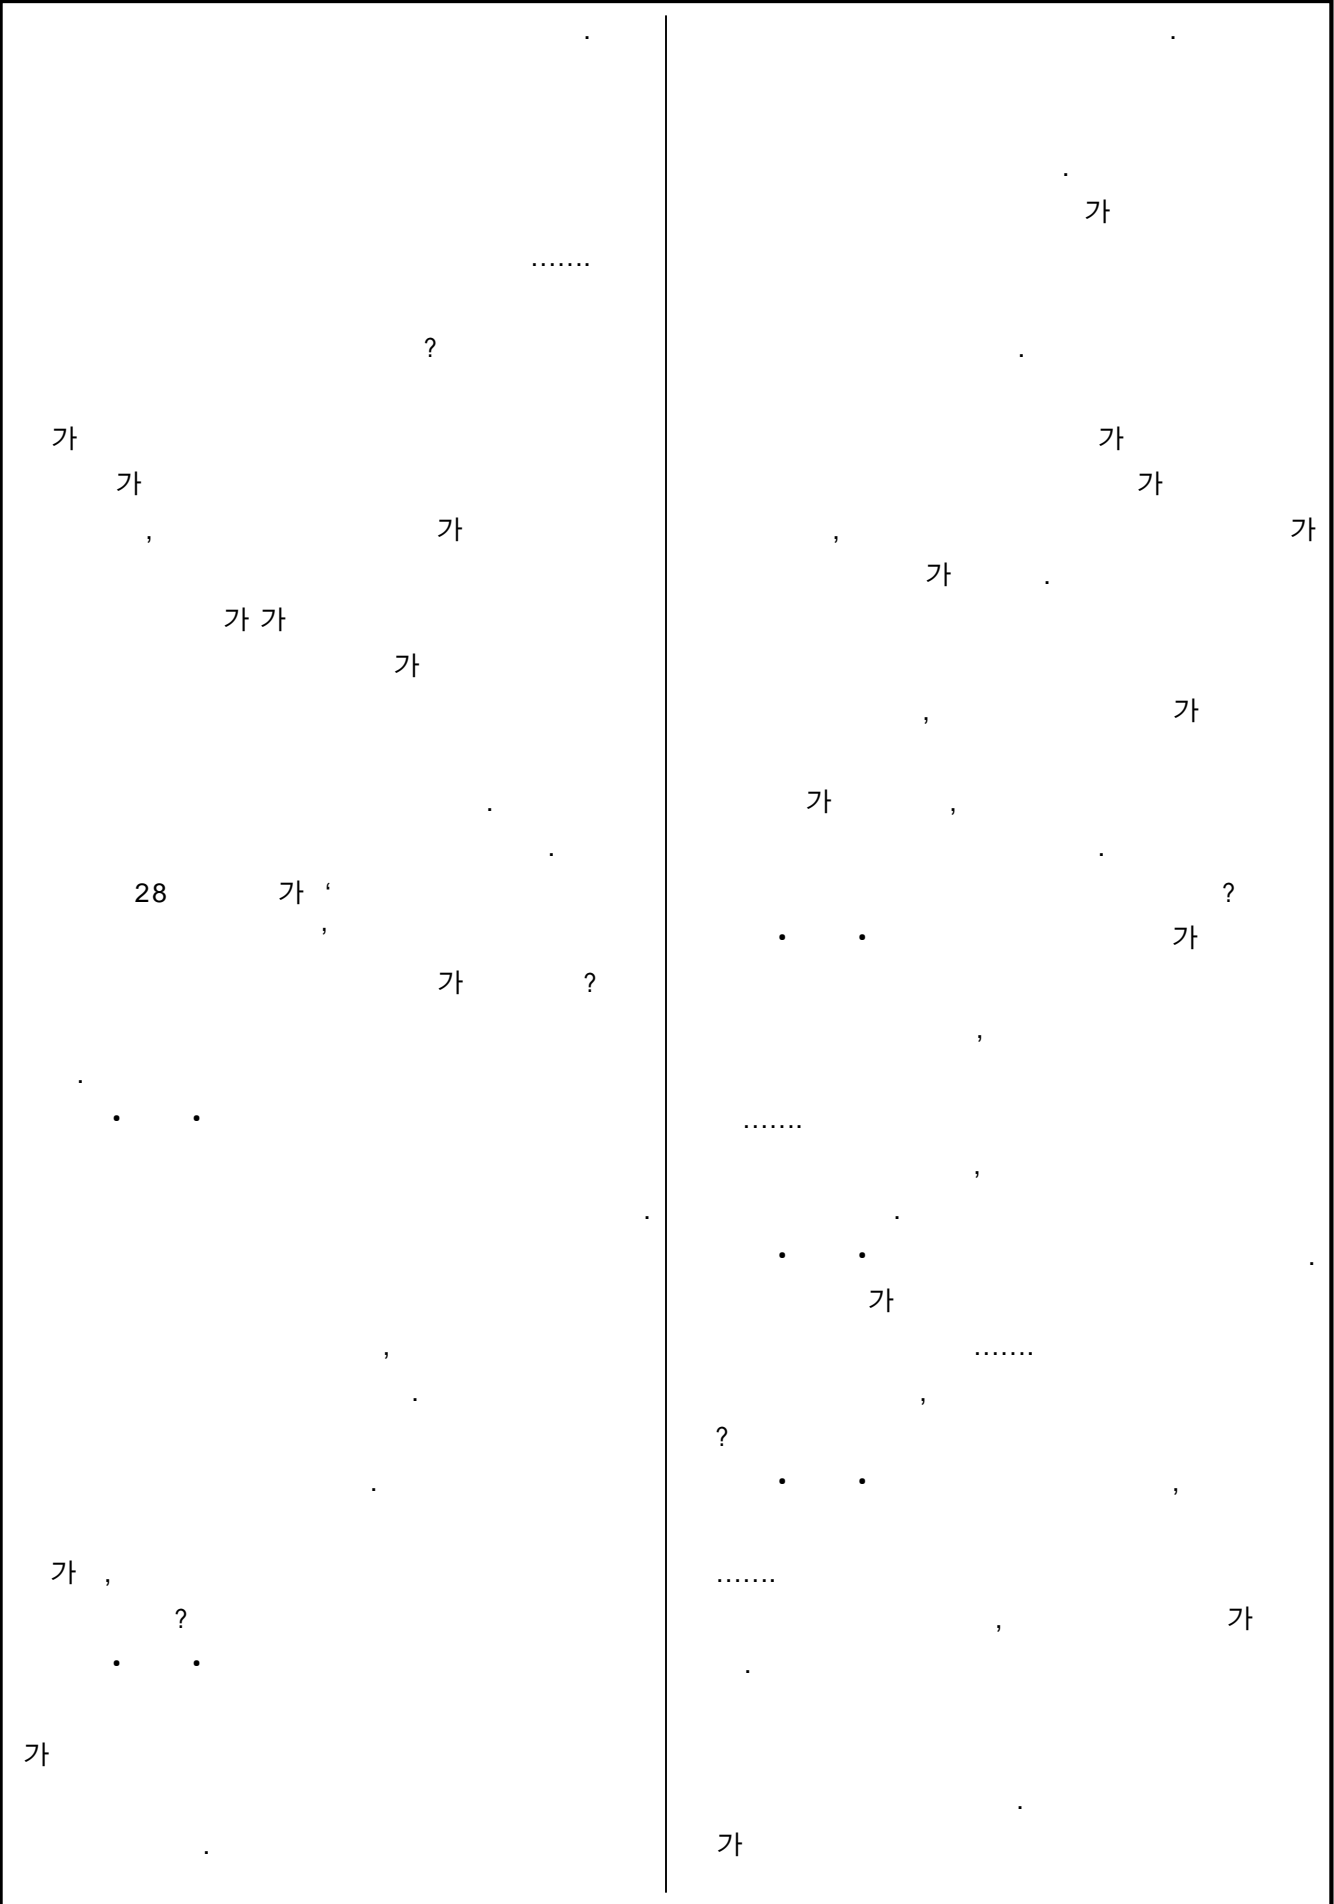 .
.......
?
가
가
, 가
가 가
가
.
.
28 가 ‘
’
가 ?
.
• •
.
,
.
.
가 ,
?
• •
가
.
.
.
가
.
가
가
, 가
가 .
, 가
가 ,
.
?
• • 가
,
.......
,
.
• • .
가
.......
,
?
• • ,
.......
, 가
.
.
가